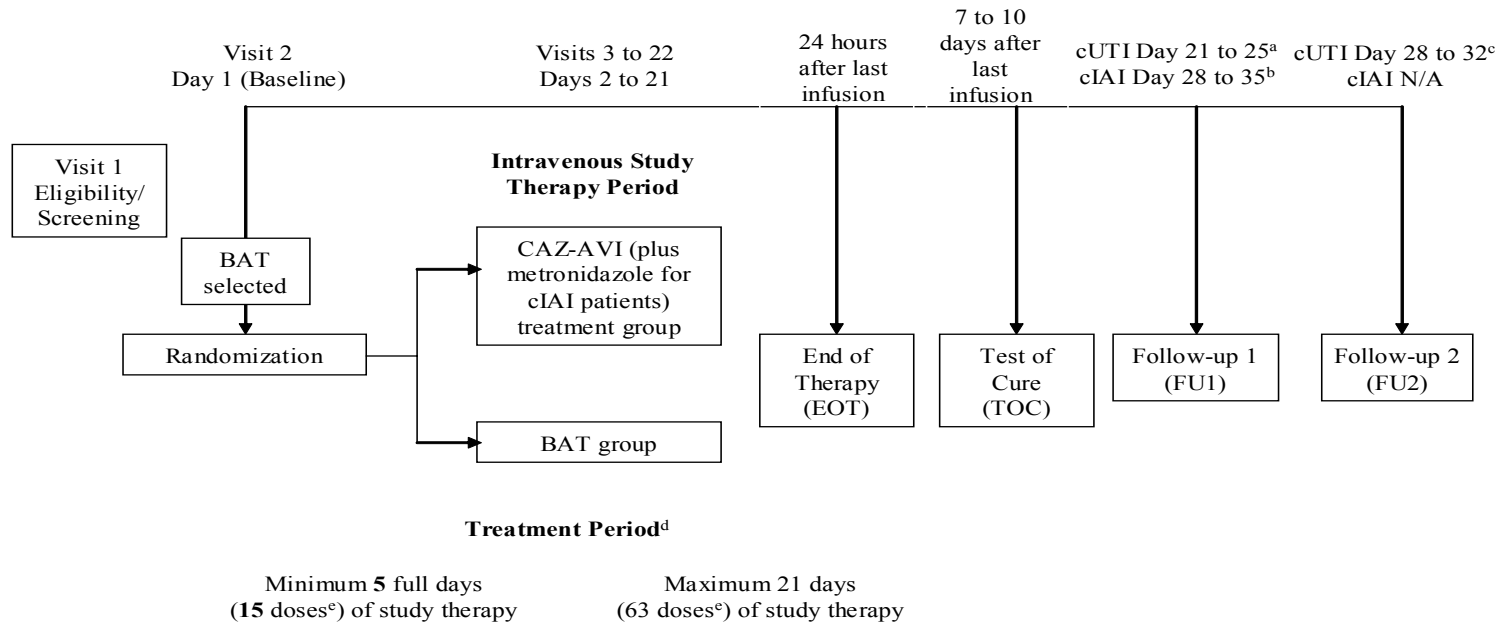 Visit 2
Day 1 (Baseline)
Visits 3 to 22
Days 2 to 21
24 hours
after last
infusion
7 to 10
days after
last
infusion
cUTI Day 21 to 25ᵃ
cIAI Day 28 to 35ᵇ
cUTI Day 28 to 32ᶜ
cIAI N/A
Visit 1
Eligibility/
Screening
BAT
selected
Randomization
Intravenous Study
Therapy Period
CAZ-AVI (plus
metronidazole for
cIAI patients)
treatment group
BAT group
End of
Therapy
(EOT)
Test of
Cure
(TOC)
Follow-up 1
(FU1)
Follow-up 2
(FU2)
Treatment Periodᵈ
Minimum 5 full days
(15 dosesᵉ) of study therapy
Maximum 21 days
(63 dosesᵉ) of study therapy